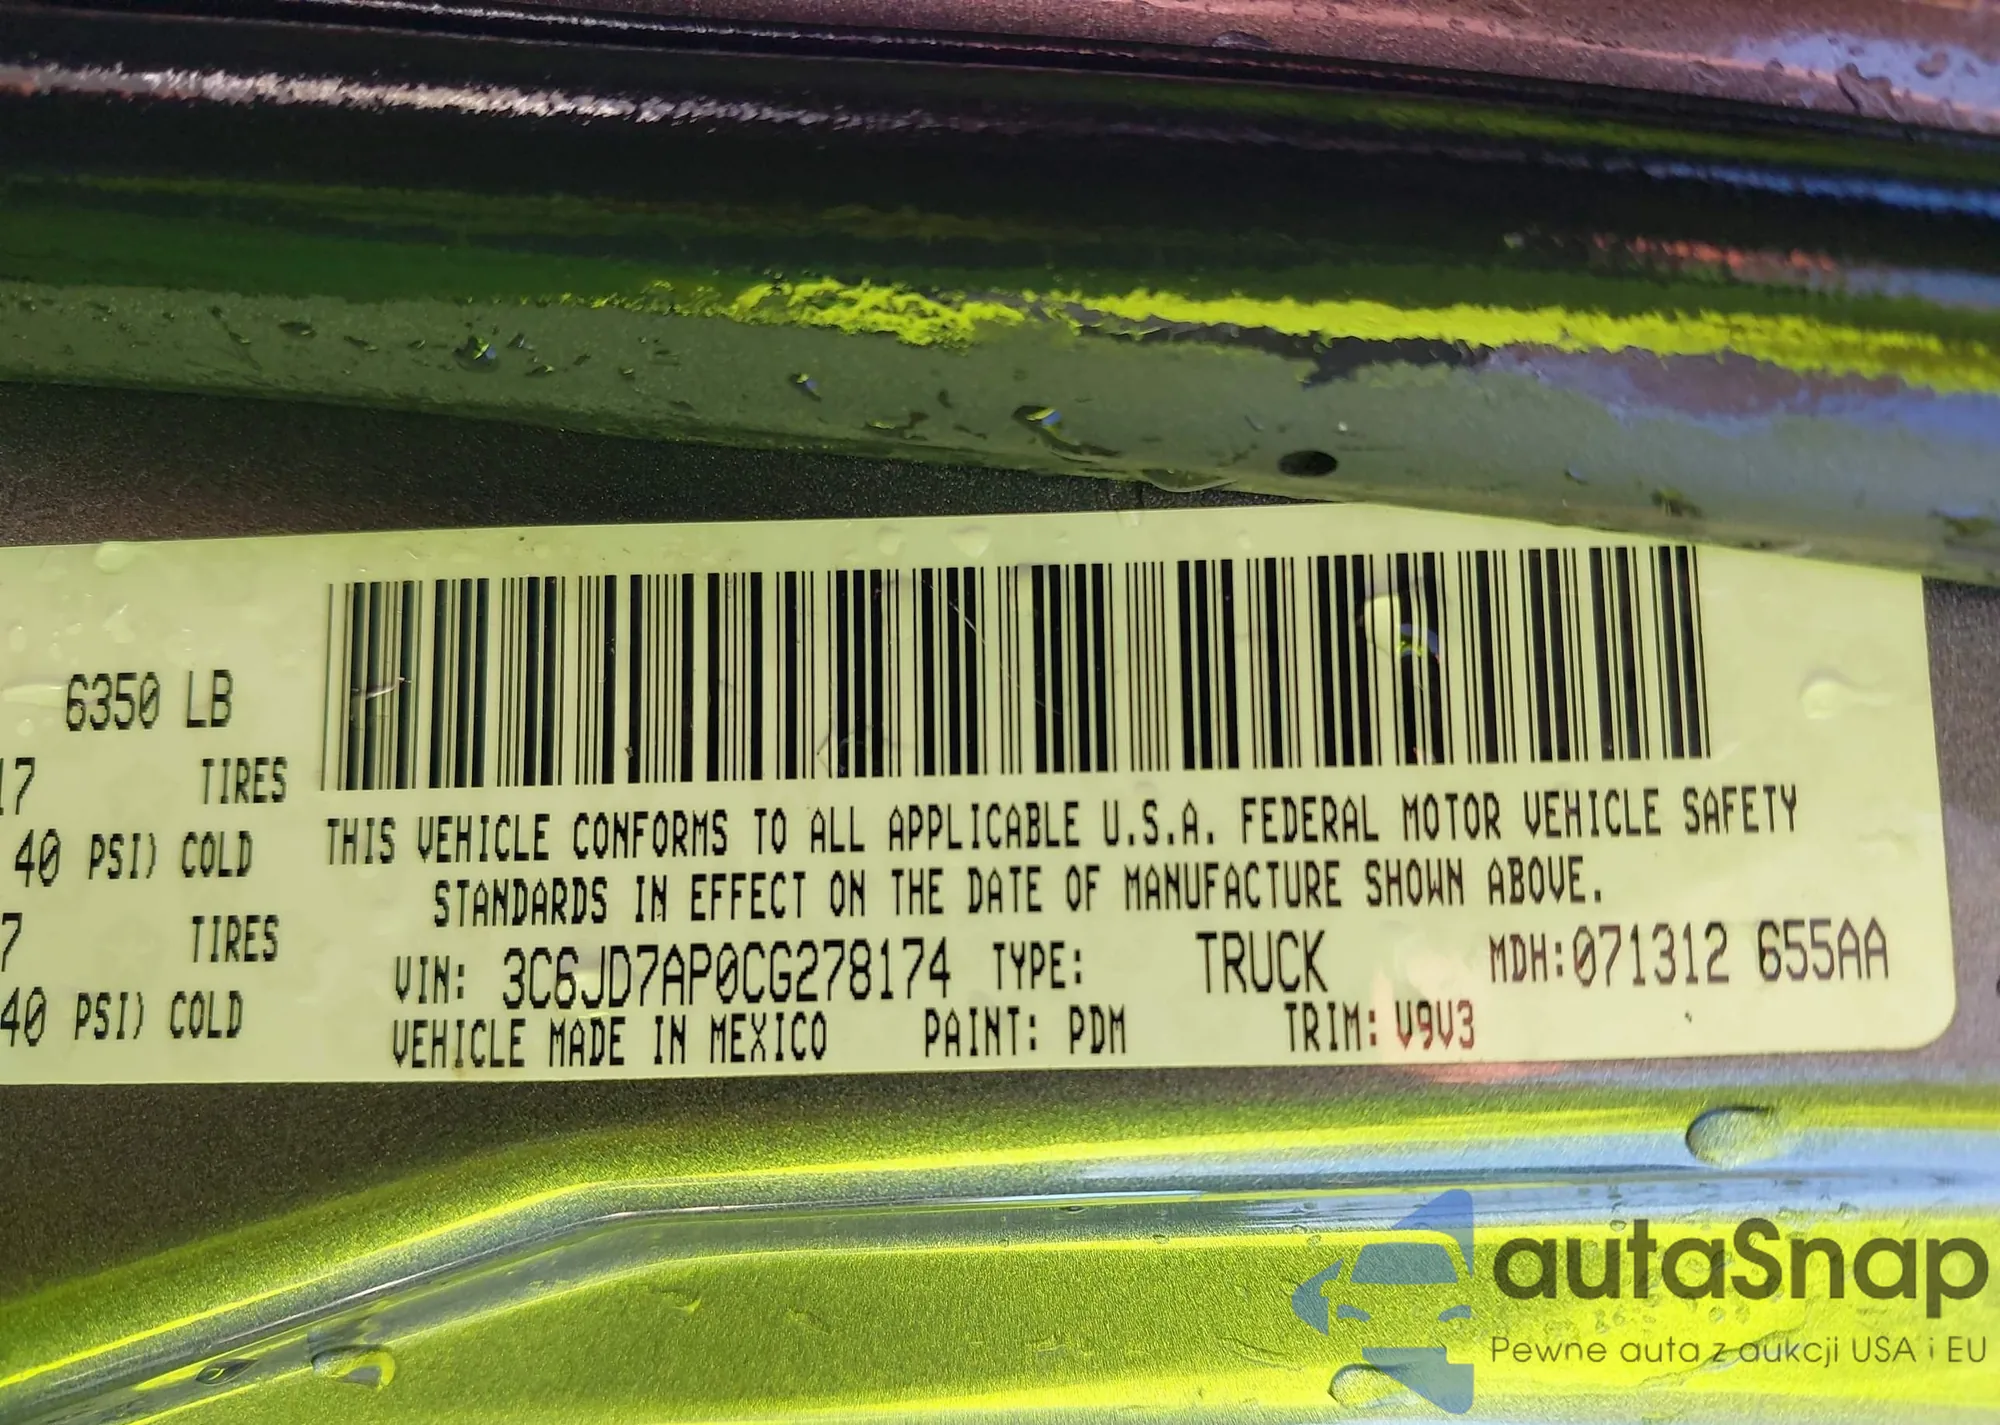 6350 LB
17 TIRES
40 PSI) COLD
7 TIRES
40 PSI) COLD
THIS VEHICLE CONFORMS TO ALL APPLICABLE U.S.A. FEDERAL MOTOR VEHICLE SAFETY
STANDARDS IN EFFECT ON THE DATE OF MANUFACTURE SHOWN ABOVE.
VIN: 3C6JD7AP0CG278174 TYPE: TRUCK MDH:071312 655AA
VEHICLE MADE IN MEXICO PAINT: PDM TRIM: V9V3
autaSnap
Pewne auta z aukcji USA i EU